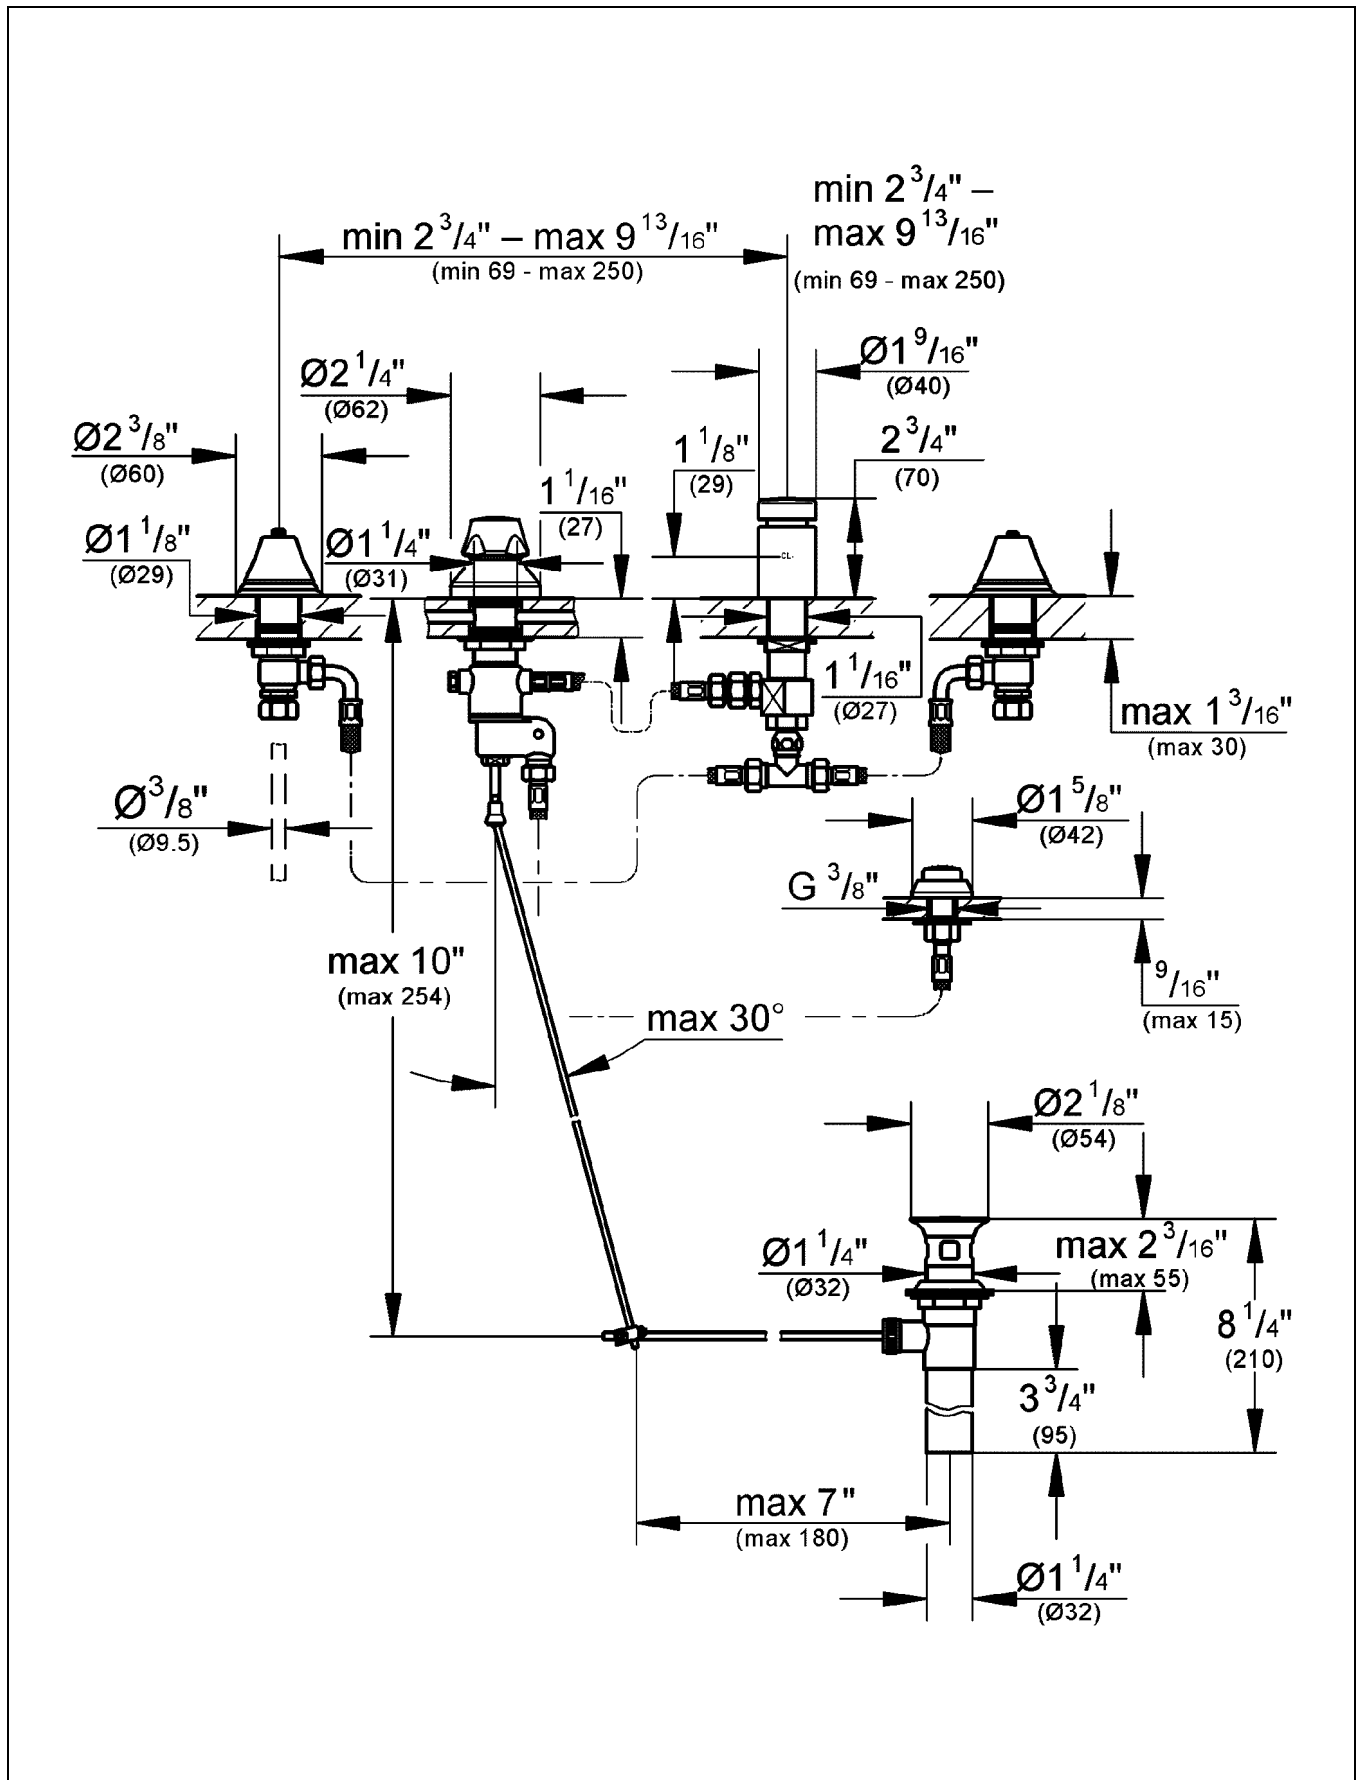 min 2 3/4" –
max 9 13/16"
(min 69 - max 250)
min 2 3/4" – max 9 13/16"
(min 69 - max 250)
Ø1 9/16"
(Ø40)
Ø2 1/4"
(Ø62)
Ø2 3/8"
(Ø60)
1 1/8"
(29)
2 3/4"
(70)
1 1/16"
(27)
Ø1 1/8"
(Ø29)
Ø1 1/4"
(Ø31)
CL.
1 1/16"
(Ø27)
max 1 3/16"
(max 30)
Ø3/8"
(Ø9.5)
Ø1 5/8"
(Ø42)
G 3/8"
max 10"
(max 254)
9/16"
(max 15)
max 30°
Ø2 1/8"
(Ø54)
Ø1 1/4"
(Ø32)
max 2 3/16"
(max 55)
8 1/4"
(210)
3 3/4"
(95)
max 7"
(max 180)
Ø1 1/4"
(Ø32)